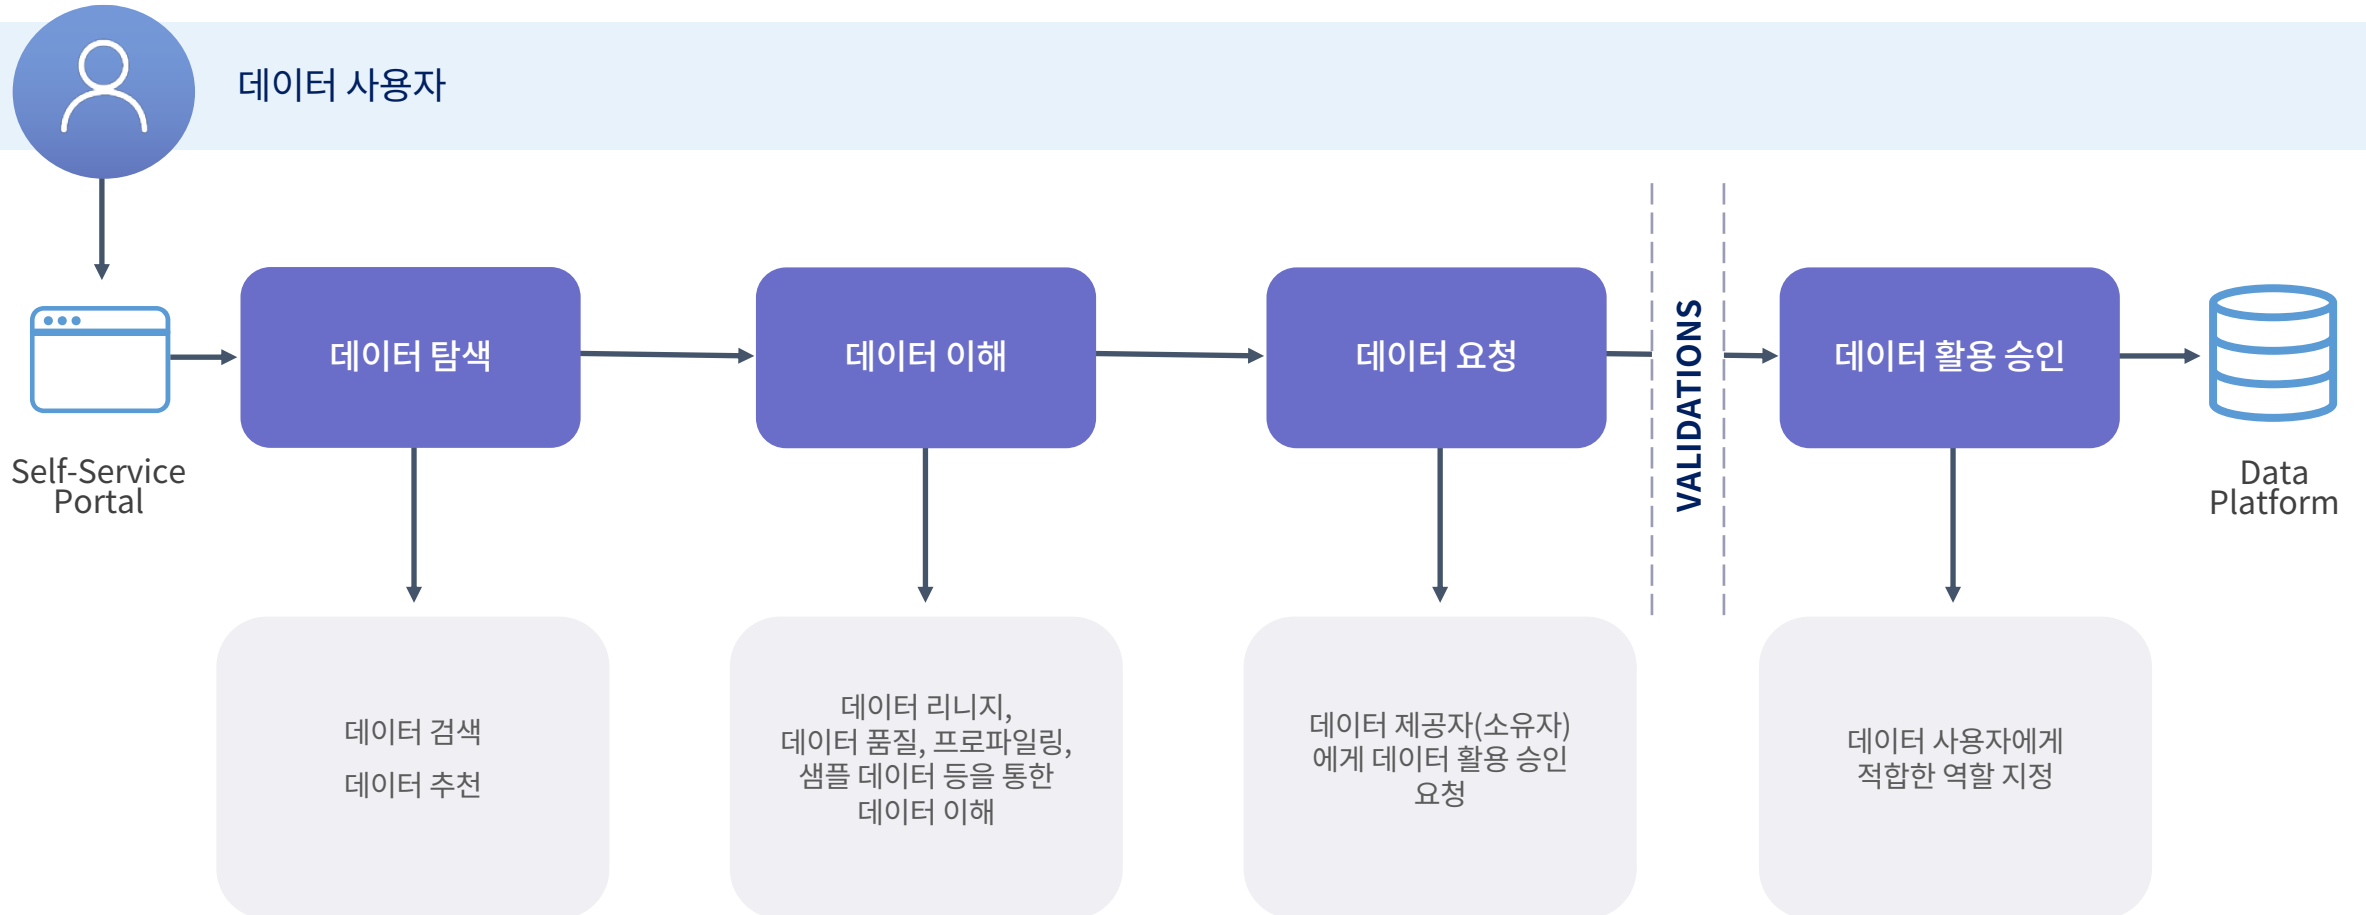 데이터 사용자
데이터 탐색
데이터 이해
데이터 요청
VALIDATIONS
데이터 활용 승인
Self-Service
Portal
Data
Platform
데이터 검색
데이터 추천
데이터 리니지,
데이터 품질, 프로파일링,
샘플 데이터 등을 통한
데이터 이해
데이터 제공자(소유자)
에게 데이터 활용 승인
요청
데이터 사용자에게
적합한 역할 지정